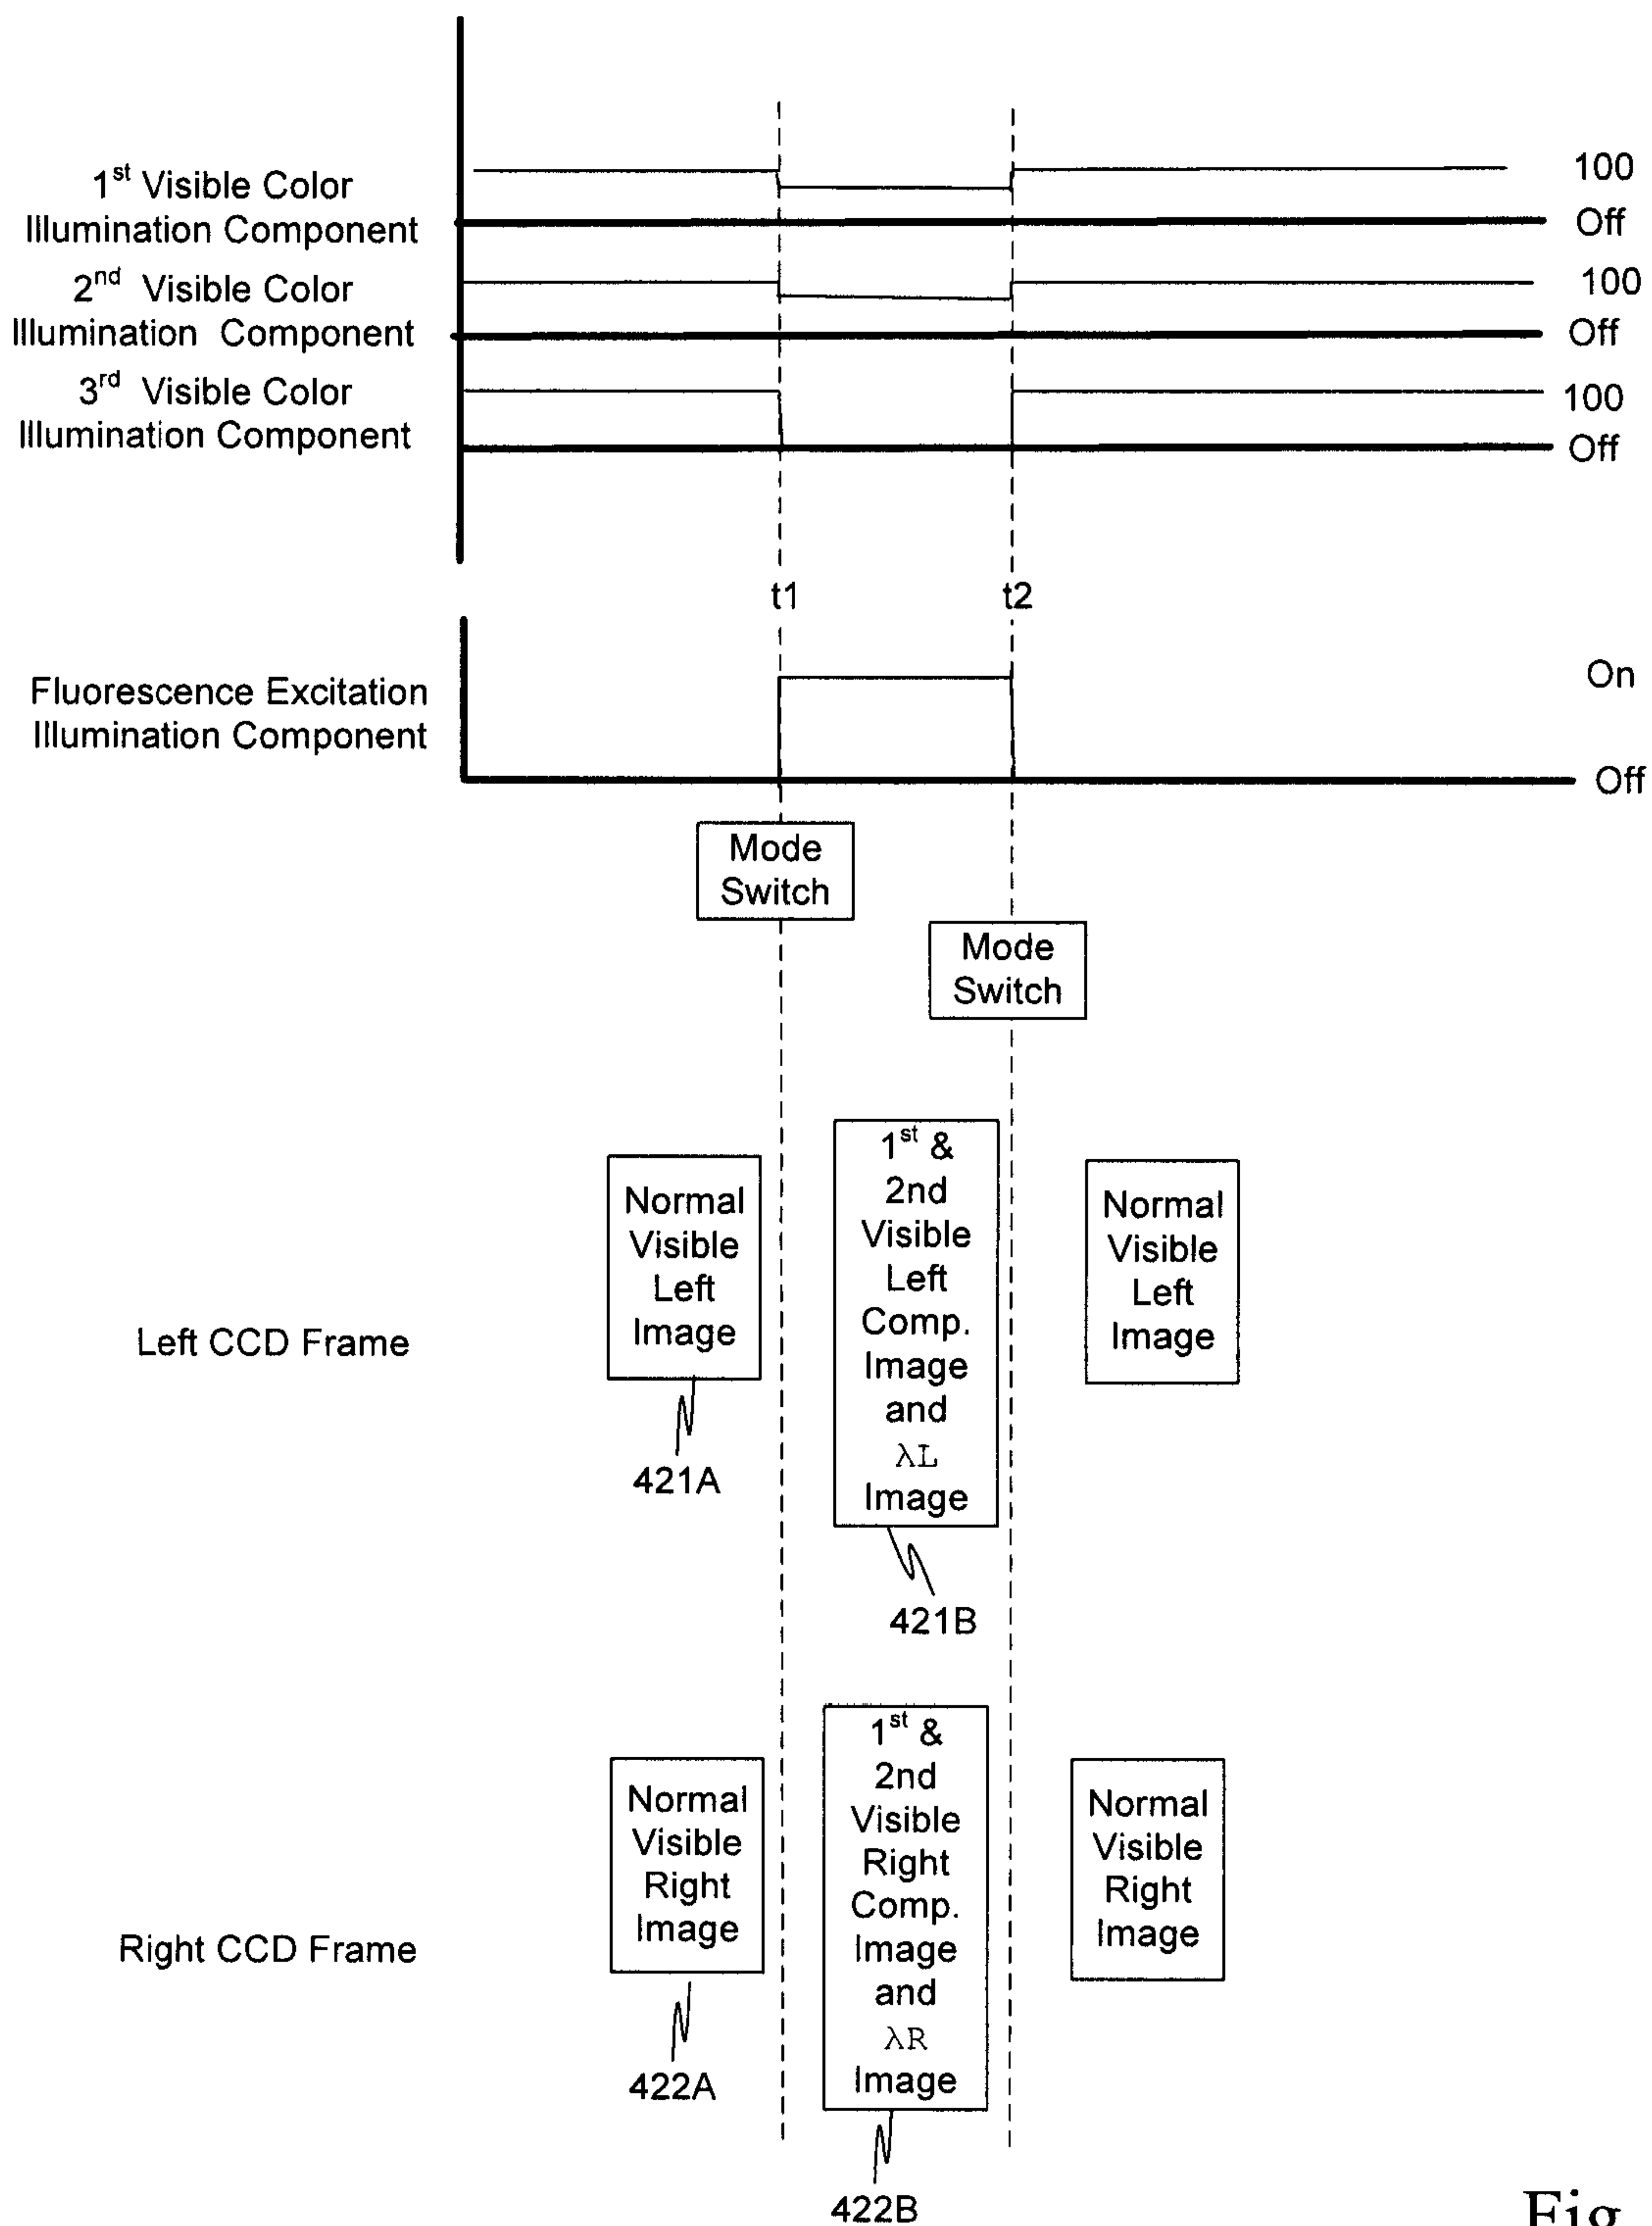 1st Visible Color
Illumination Component
100
Off
2nd Visible Color
Illumination Component
100
Off
3rd Visible Color
Illumination Component
100
Off
t1
t2
Fluorescence Excitation
Illumination Component
On
Off
Mode
Switch
Mode
Switch
Left CCD Frame
Normal
Visible
Left
Image
421A
1st &
2nd
Visible
Left
Comp.
Image
and
λL
Image
421B
Normal
Visible
Left
Image
Right CCD Frame
Normal
Visible
Right
Image
422A
1st &
2nd
Visible
Right
Comp.
Image
and
λR
Image
422B
Normal
Visible
Right
Image
Fig